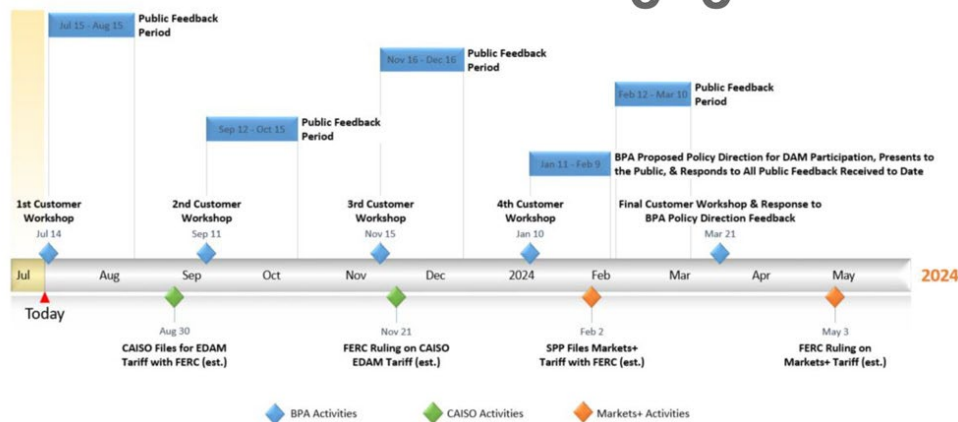 Jul 15 - Aug 15
Public Feedback
Period
Nov 16 - Dec 16
Public Feedback
Period
Feb 12 - Mar 10
Public Feedback
Period
Sep 12 - Oct 15
Public Feedback
Period
Jan 11 - Feb 9
BPA Proposed Policy Direction for DAM Participation, Presents to
the Public, & Responds to All Public Feedback Received to Date
1st Customer
Workshop
Jul 14
2nd Customer
Workshop
Sep 11
3rd Customer
Workshop
Nov 15
4th Customer
Workshop
Jan 10
Final Customer Workshop & Response to
BPA Policy Direction Feedback
Mar 21
Jul Aug Sep Oct Nov Dec 2024 Feb Mar Apr May 2024
Today
Aug 30
CAISO Files for EDAM
Tariff with FERC (est.)
Nov 21
FERC Ruling on CAISO
EDAM Tariff (est.)
Feb 2
SPP Files Markets+
Tariff with FERC (est.)
May 3
FERC Ruling on
Markets+ Tariff (est.)
BPA Activities
CAISO Activities
Markets+ Activities